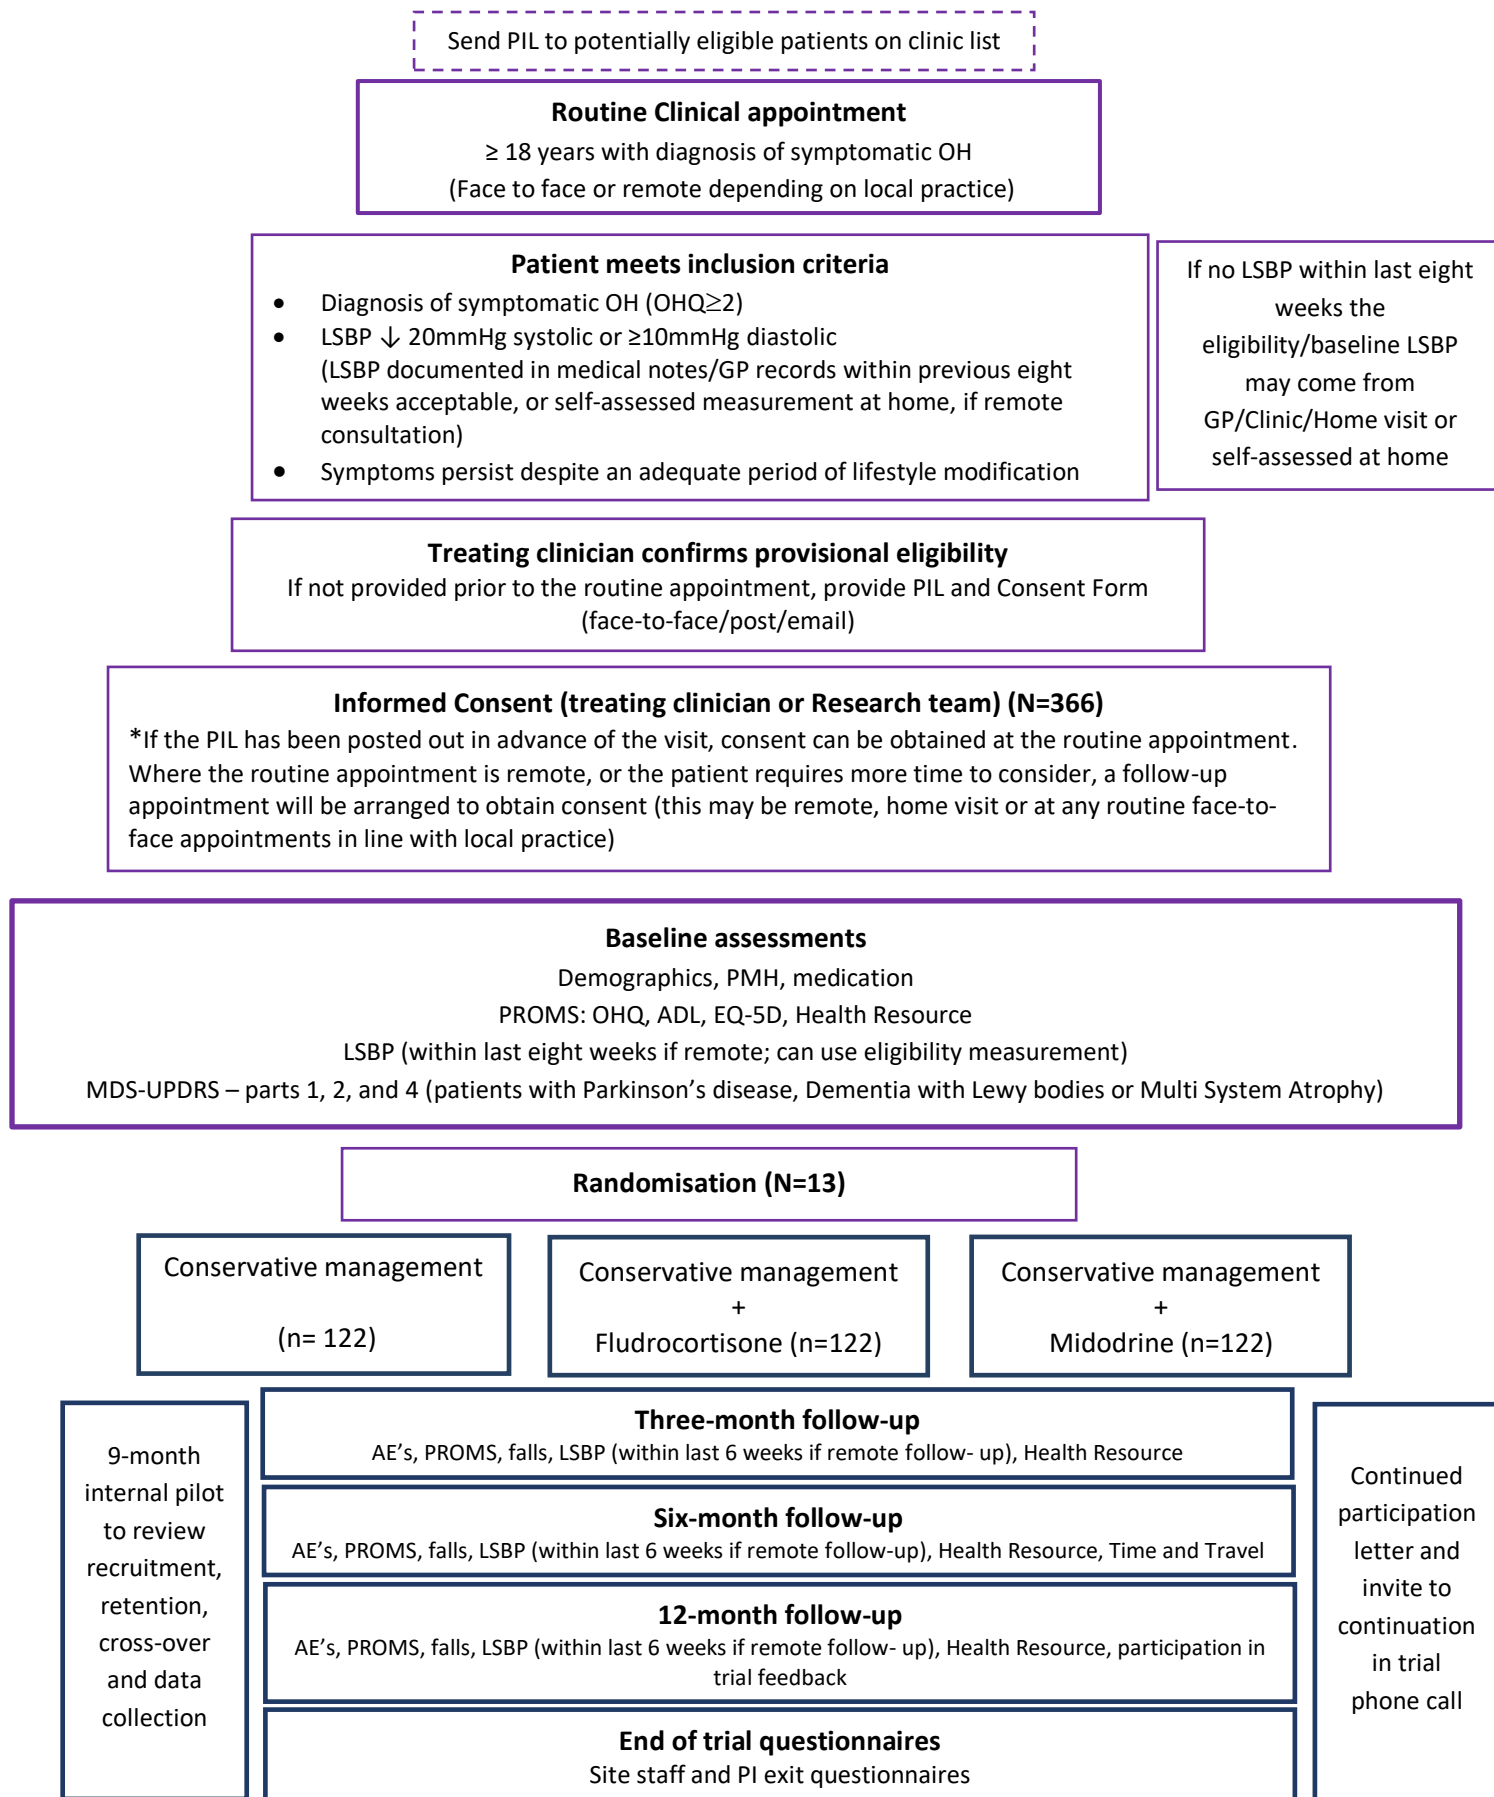 Send PIL to potentially eligible patients on clinic list
Routine Clinical appointment
≥ 18 years with diagnosis of symptomatic OH
(Face to face or remote depending on local practice)
Patient meets inclusion criteria
• Diagnosis of symptomatic OH (OHQ≥2)
• LSBP ↓ 20mmHg systolic or ≥10mmHg diastolic
(LSBP documented in medical notes/GP records within previous eight
weeks acceptable, or self-assessed measurement at home, if remote
consultation)
• Symptoms persist despite an adequate period of lifestyle modification
If no LSBP within last eight
weeks the
eligibility/baseline LSBP
may come from
GP/Clinic/Home visit or
self-assessed at home
Treating clinician confirms provisional eligibility
If not provided prior to the routine appointment, provide PIL and Consent Form
(face-to-face/post/email)
Informed Consent (treating clinician or Research team) (N=366)
*If the PIL has been posted out in advance of the visit, consent can be obtained at the routine appointment.
Where the routine appointment is remote, or the patient requires more time to consider, a follow-up
appointment will be arranged to obtain consent (this may be remote, home visit or at any routine face-to-
face appointments in line with local practice)
Baseline assessments
Demographics, PMH, medication
PROMS: OHQ, ADL, EQ-5D, Health Resource
LSBP (within last eight weeks if remote; can use eligibility measurement)
MDS-UPDRS – parts 1, 2, and 4 (patients with Parkinson's disease, Dementia with Lewy bodies or Multi System Atrophy)
Randomisation (N=13)
Conservative management
(n= 122)
Conservative management
+
Fludrocortisone (n=122)
Conservative management
+
Midodrine (n=122)
9-month
internal pilot
to review
recruitment,
retention,
cross-over
and data
collection
Three-month follow-up
AE's, PROMS, falls, LSBP (within last 6 weeks if remote follow- up), Health Resource
Six-month follow-up
AE's, PROMS, falls, LSBP (within last 6 weeks if remote follow-up), Health Resource, Time and Travel
12-month follow-up
AE's, PROMS, falls, LSBP (within last 6 weeks if remote follow- up), Health Resource, participation in
trial feedback
End of trial questionnaires
Site staff and PI exit questionnaires
Continued
participation
letter and
invite to
continuation
in trial
phone call